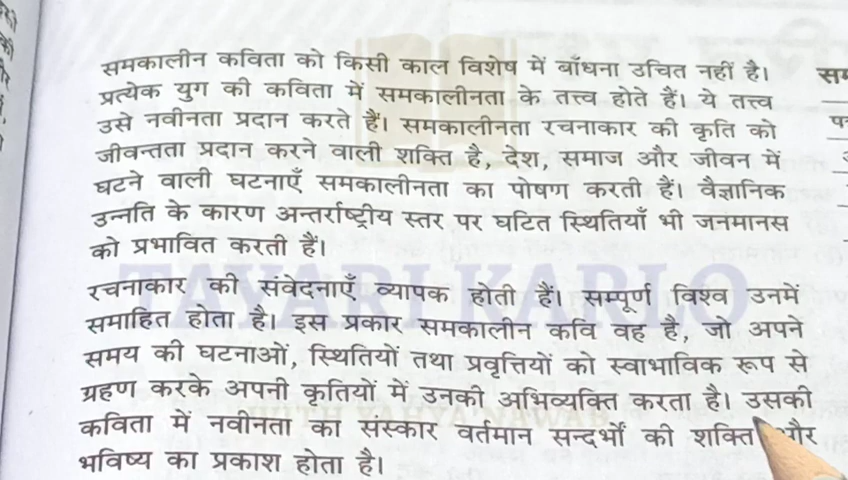 समकालीन कविता को किसी काल विशेष में बाँधना उचित नहीं है।
प्रत्येक युग की कविता में समकालीनता के तत्त्व होते हैं। ये तत्त्व
उसे नवीनता प्रदान करते हैं। समकालीनता रचनाकार की कृति को
जीवन्तता प्रदान करने वाली शक्ति है, देश, समाज और जीवन में
घटने वाली घटनाएँ समकालीनता का पोषण करती हैं। वैज्ञानिक
उन्नति के कारण अन्तर्राष्ट्रीय स्तर पर घटित स्थितियाँ भी जनमानस
को प्रभावित करती हैं।
TAYARI KARLO
रचनाकार की संवेदनाएँ व्यापक होती हैं। सम्पूर्ण विश्व उनमें
समाहित होता है। इस प्रकार समकालीन कवि वह है, जो अपने
समय की घटनाओं, स्थितियों तथा प्रवृत्तियों को स्वाभाविक रूप से
ग्रहण करके अपनी कृतियों में उनकी अभिव्यक्ति करता है। उसकी
कविता में नवीनता का संस्कार वर्तमान सन्दर्भों की शक्ति और
भविष्य का प्रकाश होता है।